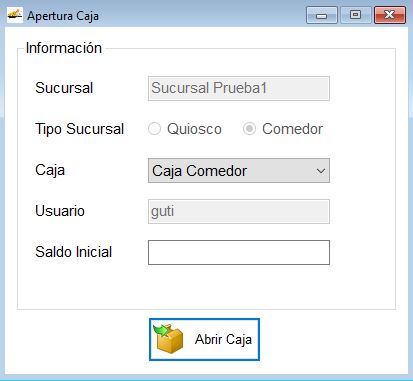 Apertura Caja
Información
Sucursal Sucursal Prueba1
Tipo Sucursal Quiosco Comedor
Caja Caja Comedor
Usuario guti
Saldo Inicial
Abrir Caja